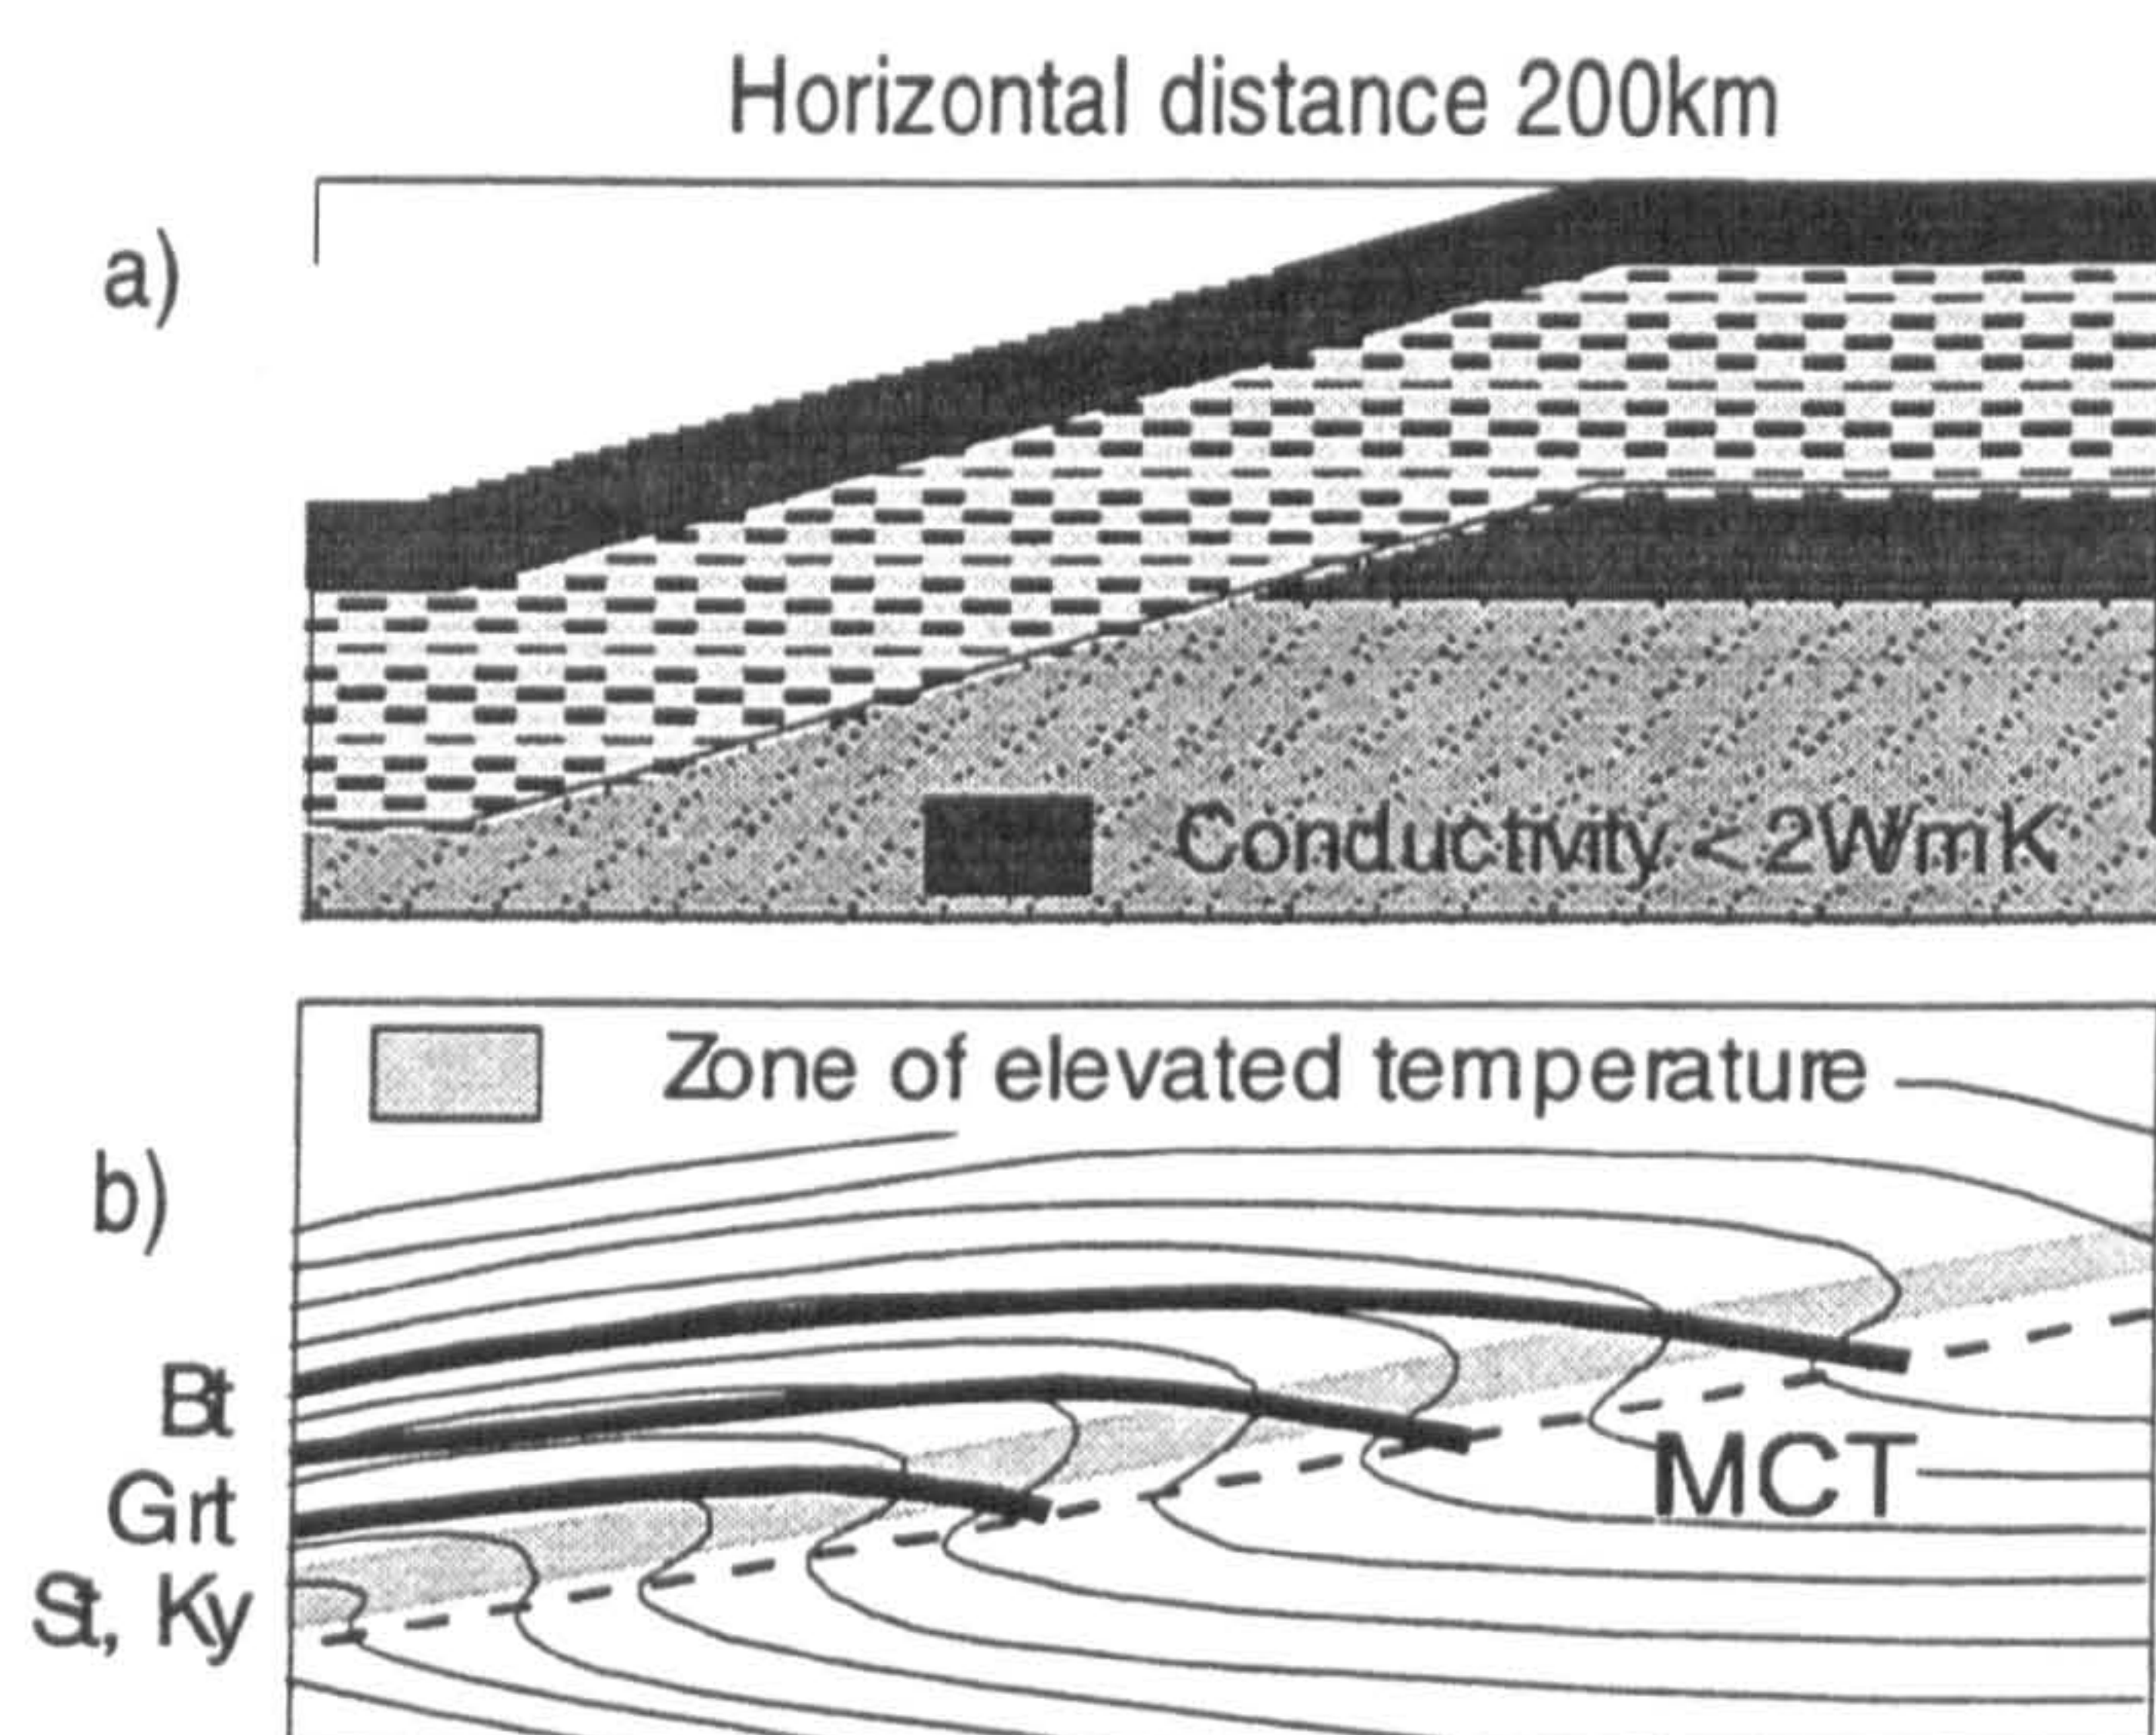 Horizontal distance 200km
a)
Conductivity < 2WmK
Zone of elevated temperature
b)
Bt
Grt
MCT
St, Ky